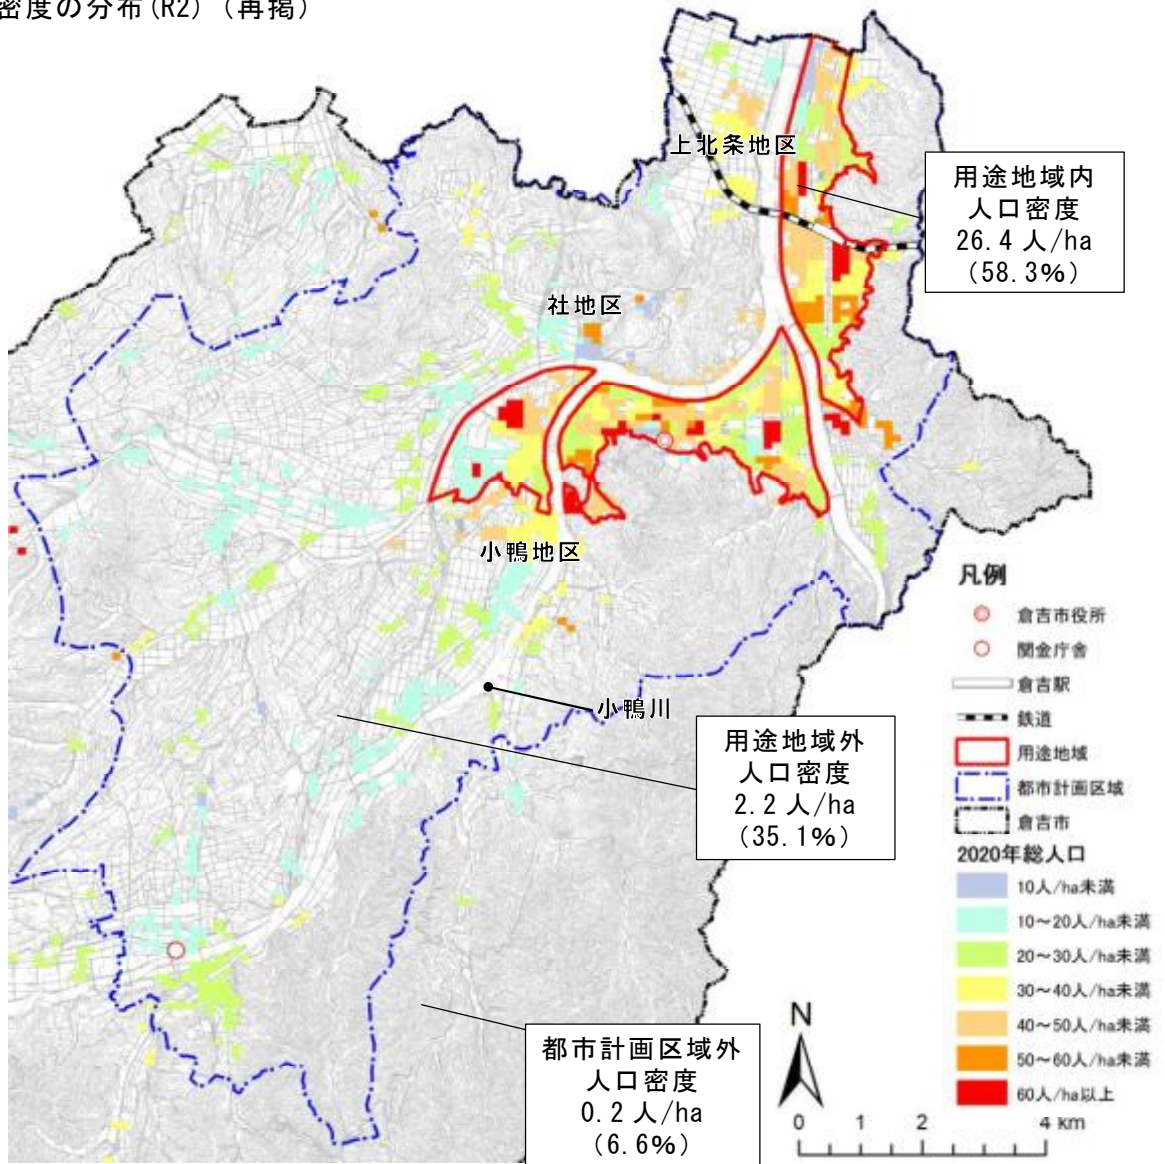 密度の分布(R2)（再掲）
上北条地区
用途地域内
人口密度
26.4 人/ha
(58.3%)
社地区
小鴨地区
小鴨川
用途地域外
人口密度
2.2 人/ha
(35.1%)
都市計画区域外
人口密度
0.2 人/ha
(6.6%)
凡例
倉吉市役所
関金庁舎
倉吉駅
鉄道
用途地域
都市計画区域
倉吉市
2020年総人口
10人/ha未満
10～20人/ha未満
20～30人/ha未満
30～40人/ha未満
40～50人/ha未満
50～60人/ha未満
60人/ha以上
N
0 1 2 4 km